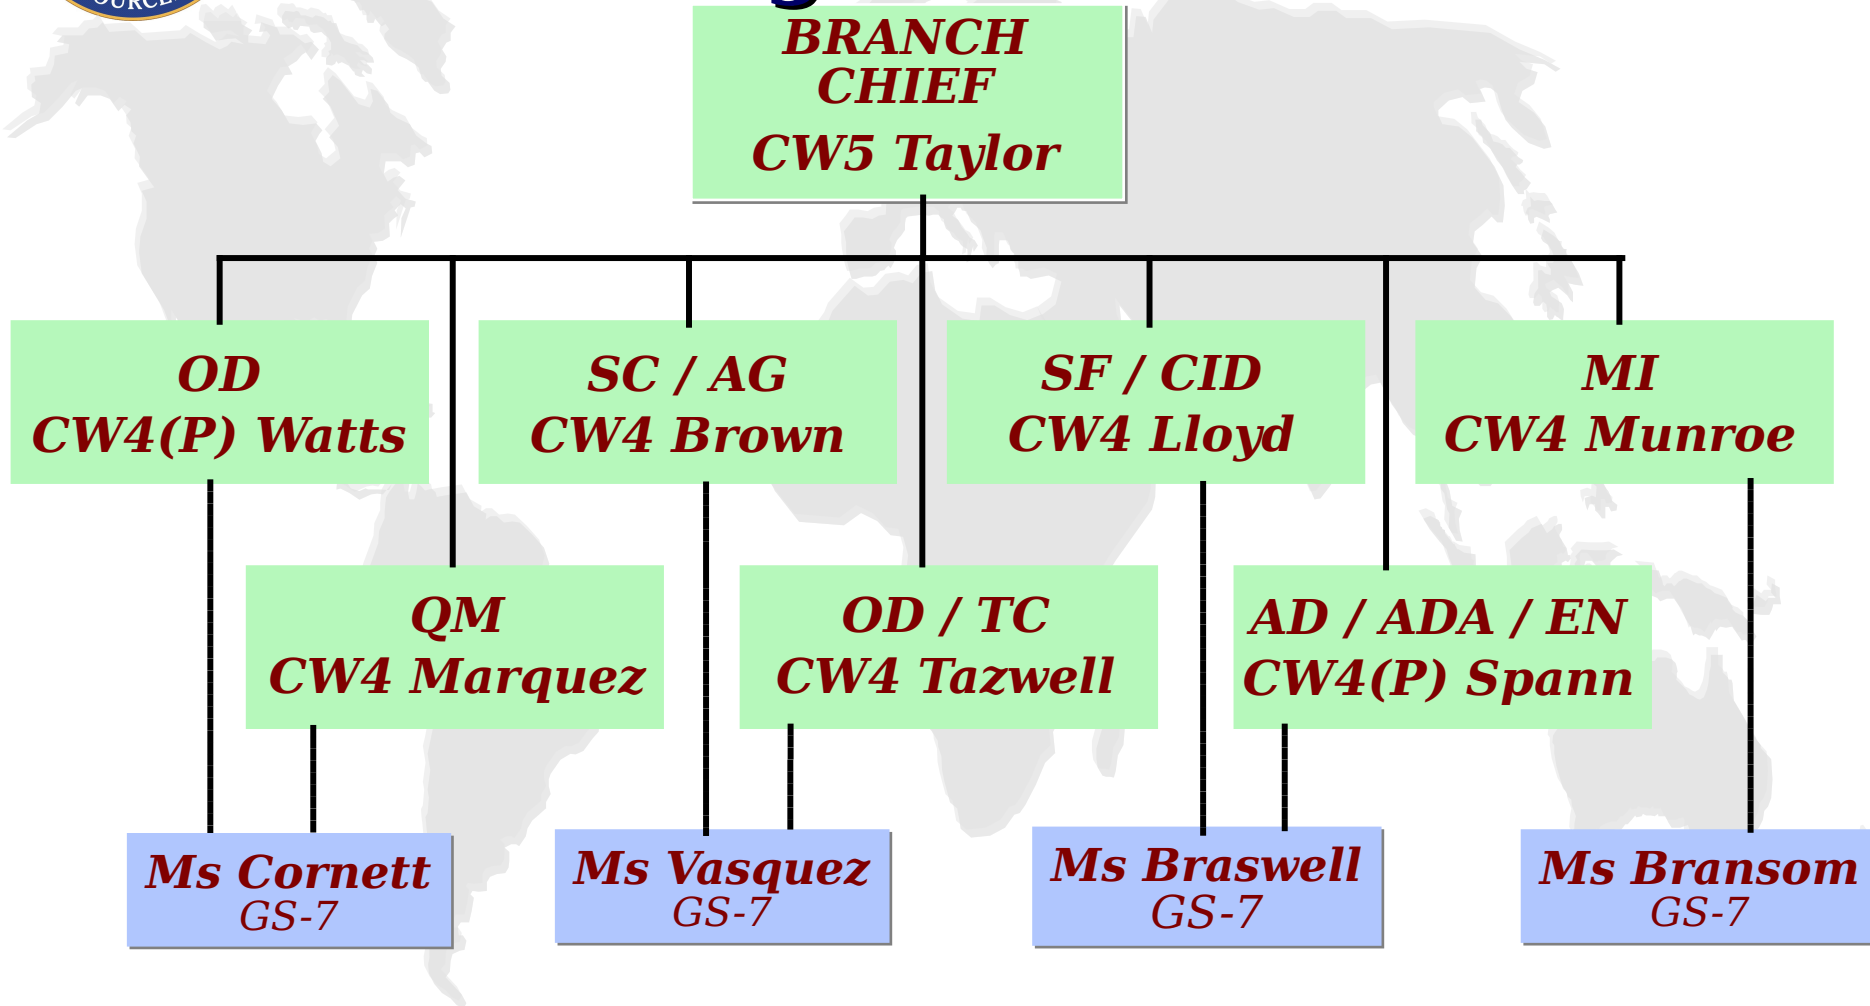 BRANCH
CHIEF
CW5 Taylor
OD
CW4(P) Watts
SC / AG
CW4 Brown
SF / CID
CW4 Lloyd
MI
CW4 Munroe
QM
CW4 Marquez
OD / TC
CW4 Tazwell
AD / ADA / EN
CW4(P) Spann
Ms Cornett
GS-7
Ms Vasquez
GS-7
Ms Braswell
GS-7
Ms Bransom
GS-7